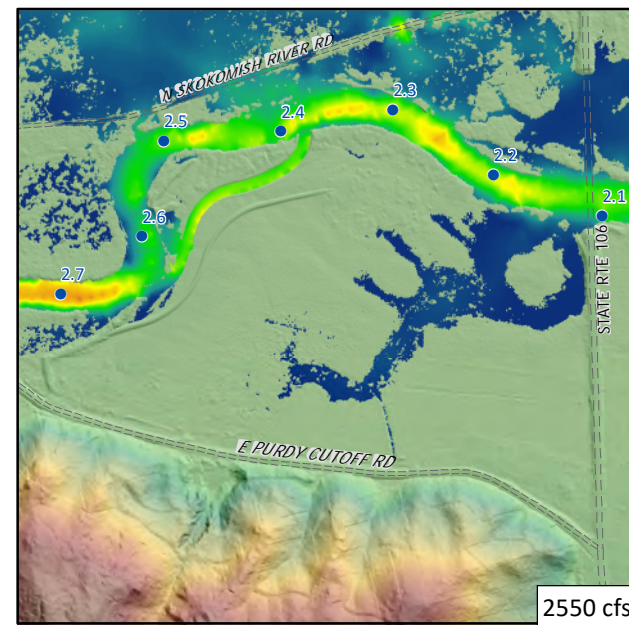 N SKOKOMISH RIVER RD
2.3
2.4
2.5
2.2
2.1
2.6
STATE RTE 106
2.7
E PURDY CUTOFF RD
2550 cfs